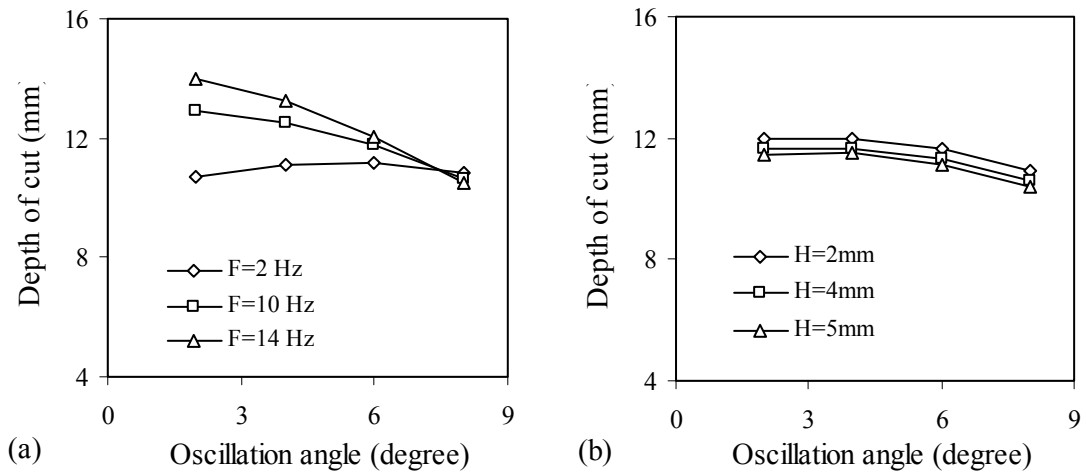 16
12
8
4
Depth of cut (mm)
F=2 Hz
F=10 Hz
F=14 Hz
0
3
6
9
(a)
Oscillation angle (degree)
16
12
8
4
Depth of cut (mm)
H=2mm
H=4mm
H=5mm
0
3
6
9
(b)
Oscillation angle (degree)